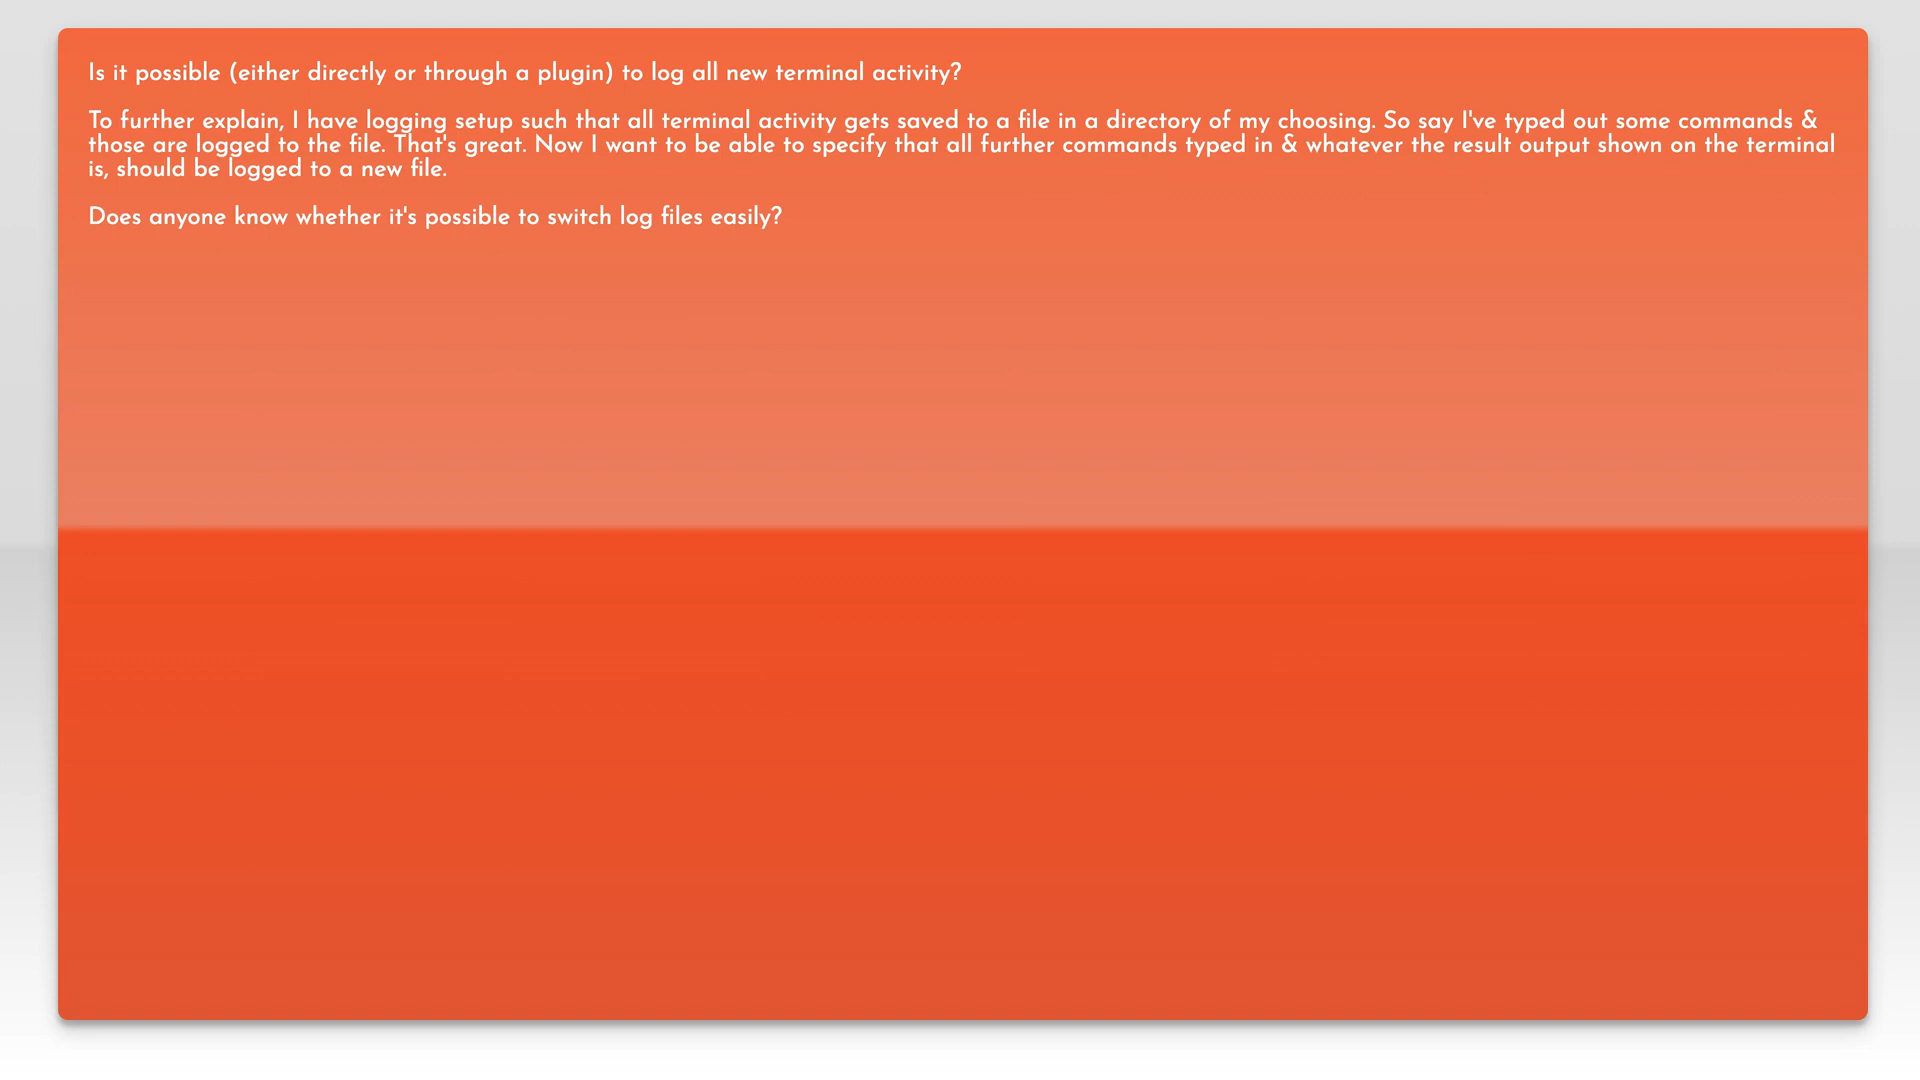 Is it possible (either directly or through a plugin) to log all new terminal activity?
To further explain, I have logging setup such that all terminal activity gets saved to a file in a directory of my choosing. So say I've typed out some commands &
those are logged to the file. That's great. Now I want to be able to specify that all further commands typed in & whatever the result output shown on the terminal
is, should be logged to a new file.
Does anyone know whether it's possible to switch log files easily?